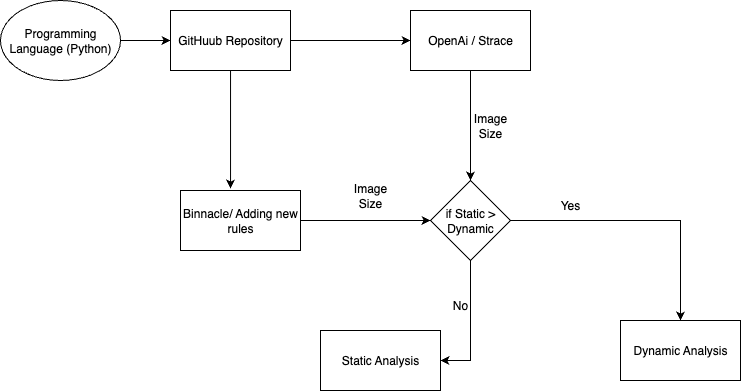 Programming
Language (Python)
GitHuub Repository
OpenAi / Strace
Image
Size
Binnacle/ Adding new
rules
Image
Size
if Static >
Dynamic
Yes
No
Static Analysis
Dynamic Analysis